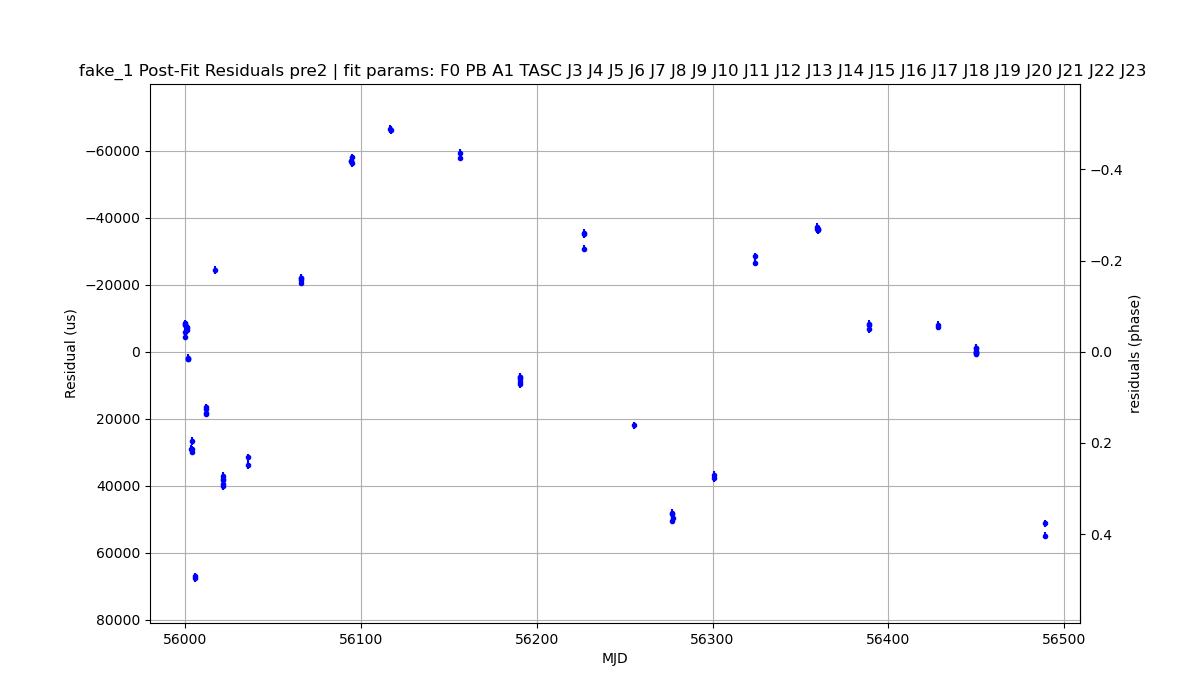 fake_1 Post-Fit Residuals pre2 | fit params: F0 PB A1 TASC J3 J4 J5 J6 J7 J8 J9 J10 J11 J12 J13 J14 J15 J16 J17 J18 J19 J20 J21 J22 J23
−60000
−40000
−20000
0
20000
40000
60000
80000
Residual (us)
−0.4
−0.2
0.0
0.2
0.4
residuals (phase)
56000 56100 56200 56300 56400 56500
MJD